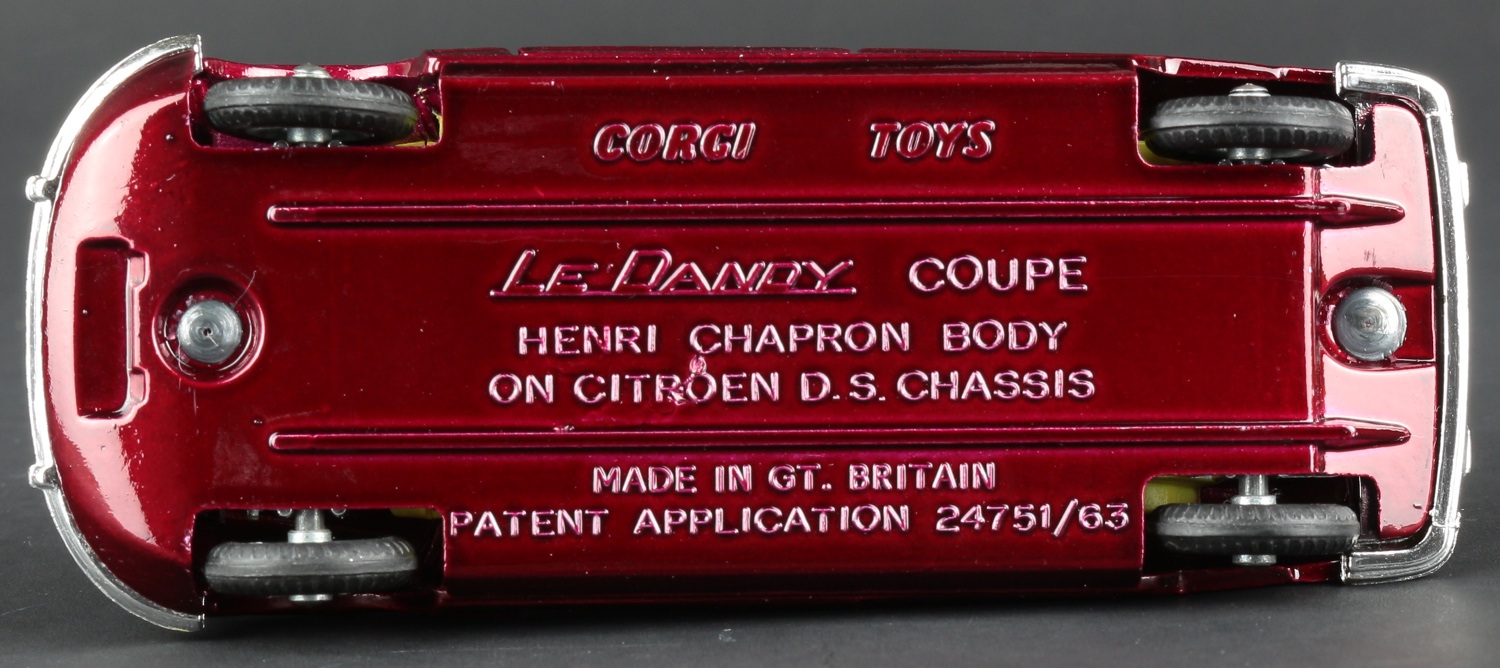 CORGI TOYS
LE DANDY COUPE
HENRI CHAPRON BODY
ON CITROEN D.S. CHASSIS
MADE IN GT. BRITAIN
PATENT APPLICATION 24751/63